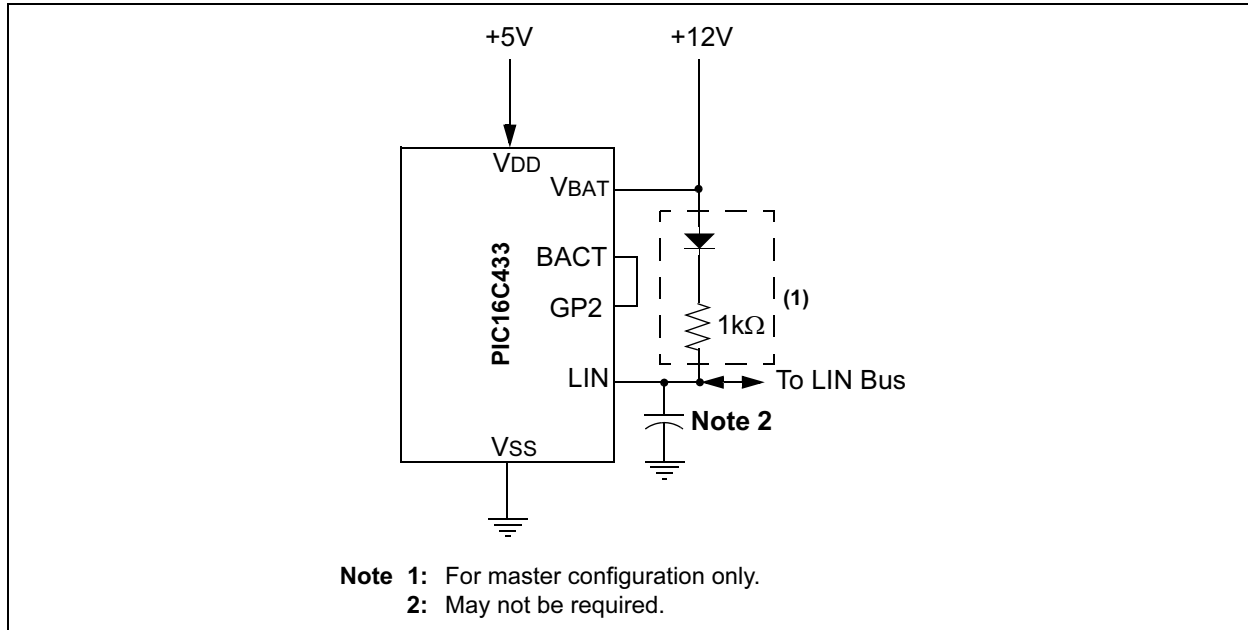 +5V
+12V
VDD
VBAT
BACT
GP2
PIC16C433
(1)
1kΩ
LIN
To LIN Bus
Note 2
VSS
Note 1: For master configuration only.
2: May not be required.